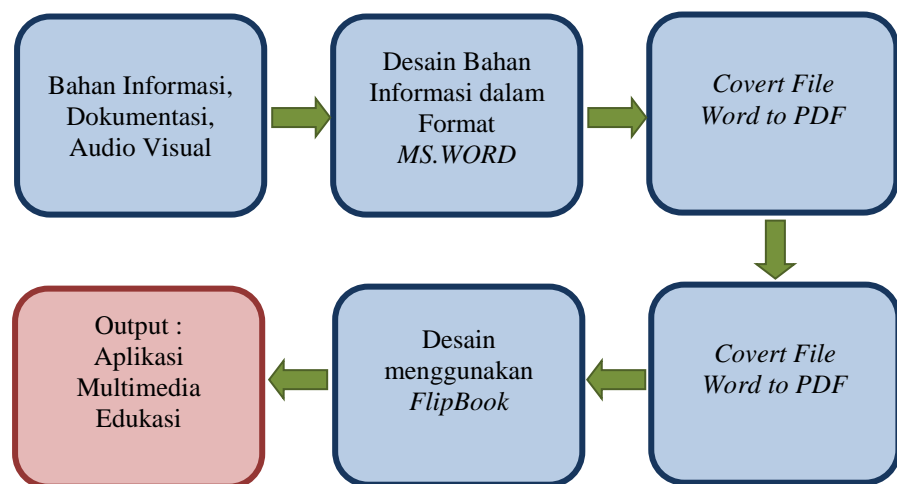 Bahan Informasi,
Dokumentasi,
Audio Visual
Desain Bahan
Informasi dalam
Format
MS.WORD
Covert File
Word to PDF
Covert File
Word to PDF
Desain
menggunakan
FlipBook
Output :
Aplikasi
Multimedia
Edukasi